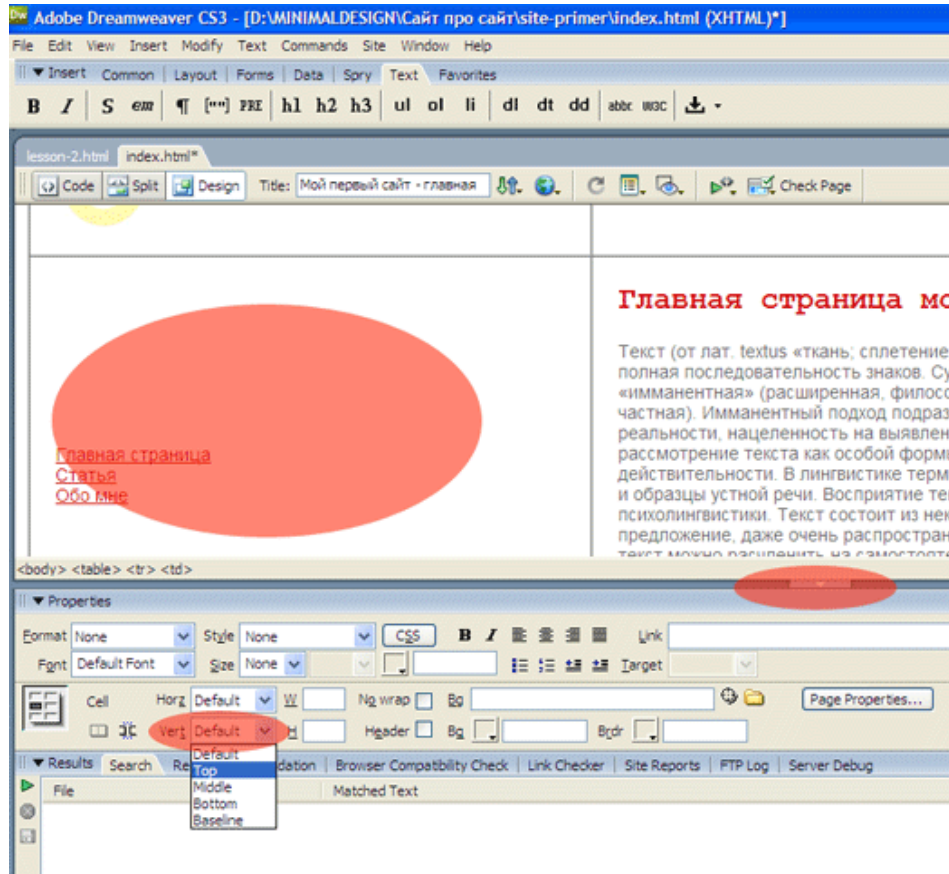 Dw Adobe Dreamweaver CS3 - [D:\MINIMALDESIGN\Сайт про сайт\site-primer\index.html (XHTML)*]
File Edit View Insert Modify Text Commands Site Window Help
▼ Insert Common Layout Forms Data Spry Text Favorites
B I S em ¶ [""] PRE h1 h2 h3 ul ol li dl dt dd abbr. W3C
lesson-2.html index.html*
Code Split Design Title: Мой первый сайт - главная Check Page
Главная страница мо
Текст (от лат. textus «ткань; сплетение
полная последовательность знаков. Су
«имманентная» (расширенная, филосо
частная). Имманентный подход подраз
реальности, нацеленность на выявлен
рассмотрение текста как особой форм
действительности. В лингвистике терм
и образцы устной речи. Восприятие те
психолингвистики. Текст состоит из нек
предложение, даже очень распростран
текст можно расчленить на самостояте
Главная страница
Статья
Обо мне
<body> <table> <tr> <td>
▼ Properties
Format None Style None CSS B I Link
Font Default Font Size None Target
Cell Horz Default W No wrap Bg Page Properties...
Vert Default H Header Bg Brdr
Default
Top
Middle
Bottom
Baseline
▼ Results Search Re dation Browser Compatibility Check Link Checker Site Reports FTP Log Server Debug
File Matched Text